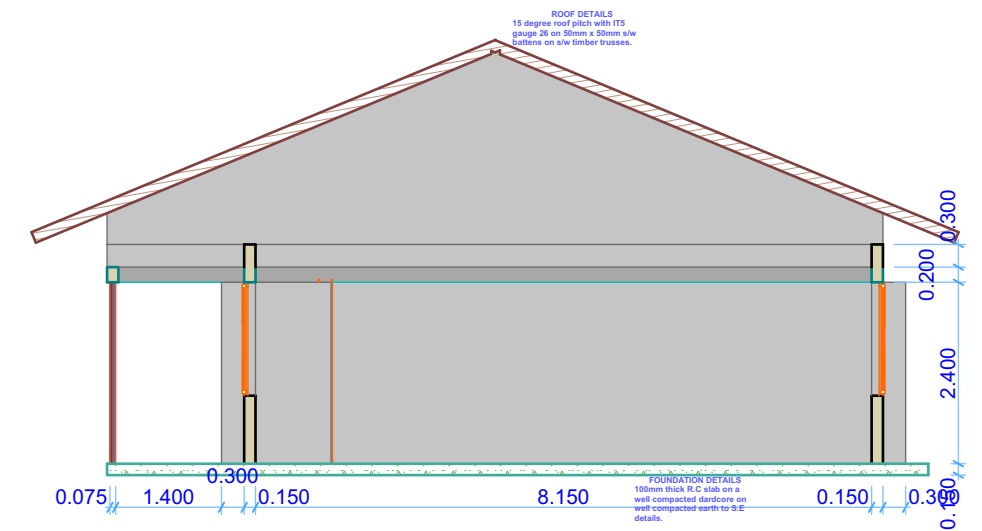 ROOF DETAILS
15 degree roof pitch with IT5
gauge 26 on 50mm x 50mm s/w
battens on s/w timber trusses.
0.300
0.200
2.400
0.150
0.300
0.075 1.400 0.150 8.150 0.150 0.300
FOUNDATION DETAILS
100mm thick R.C slab on a
well compacted dardcore on
well compacted earth to S.E
details.